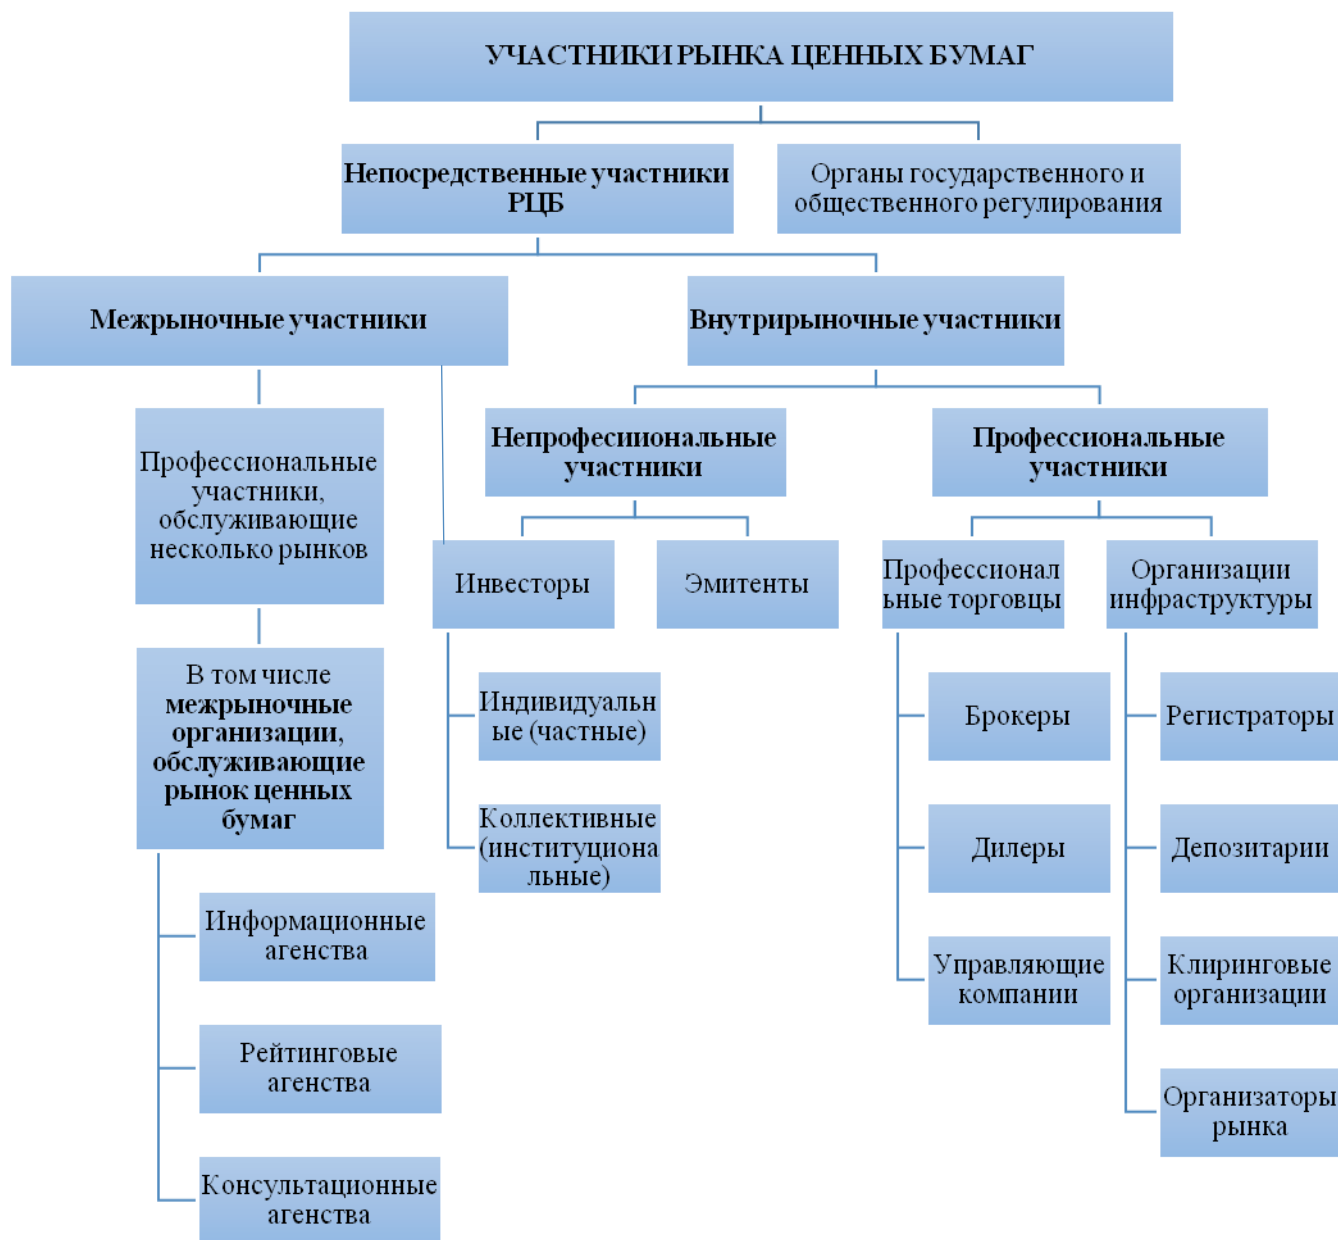 УЧАСТНИКИ РЫНКА ЦЕННЫХ БУМАГ
Непосредственные участники
РЦБ
Органы государственного и
общественного регулирования
Межрыночные участники
Внутрирыночные участники
Профессиональные
участники,
обслуживающие
несколько рынков
Непрофесиональные
участники
Профессиональные
участники
Инвесторы
Эмитенты
Профессионал
ьные торговцы
Организации
инфраструктуры
В том числе
межрыночные
организации,
обслуживающие
рынок ценных
бумаг
Индивидуальн
ые (частные)
Коллективные
(институциона
льные)
Брокеры
Дилеры
Управляющие
компании
Регистраторы
Депозитарии
Клиринговые
организации
Организаторы
рынка
Информационные
агенства
Рейтинговые
агенства
Консультационные
агенства